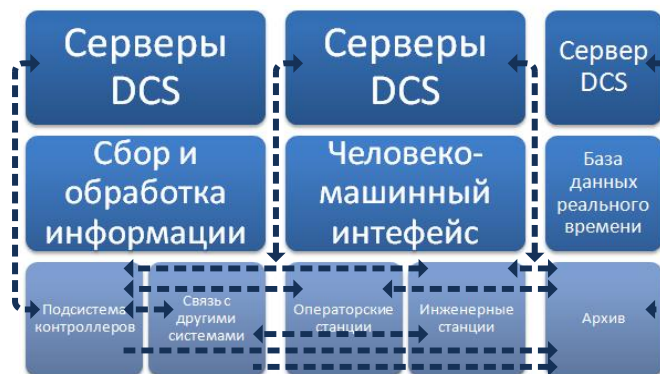 Серверы
DCS
Серверы
DCS
Сервер
DCS
Сбор и
обработка
информации
Человеко-
машинный
интефейс
База
данных
реального
времени
Подсистема
контроллеров
Связь с
другими
системами
Операторские
станции
Инженерные
станции
Архив